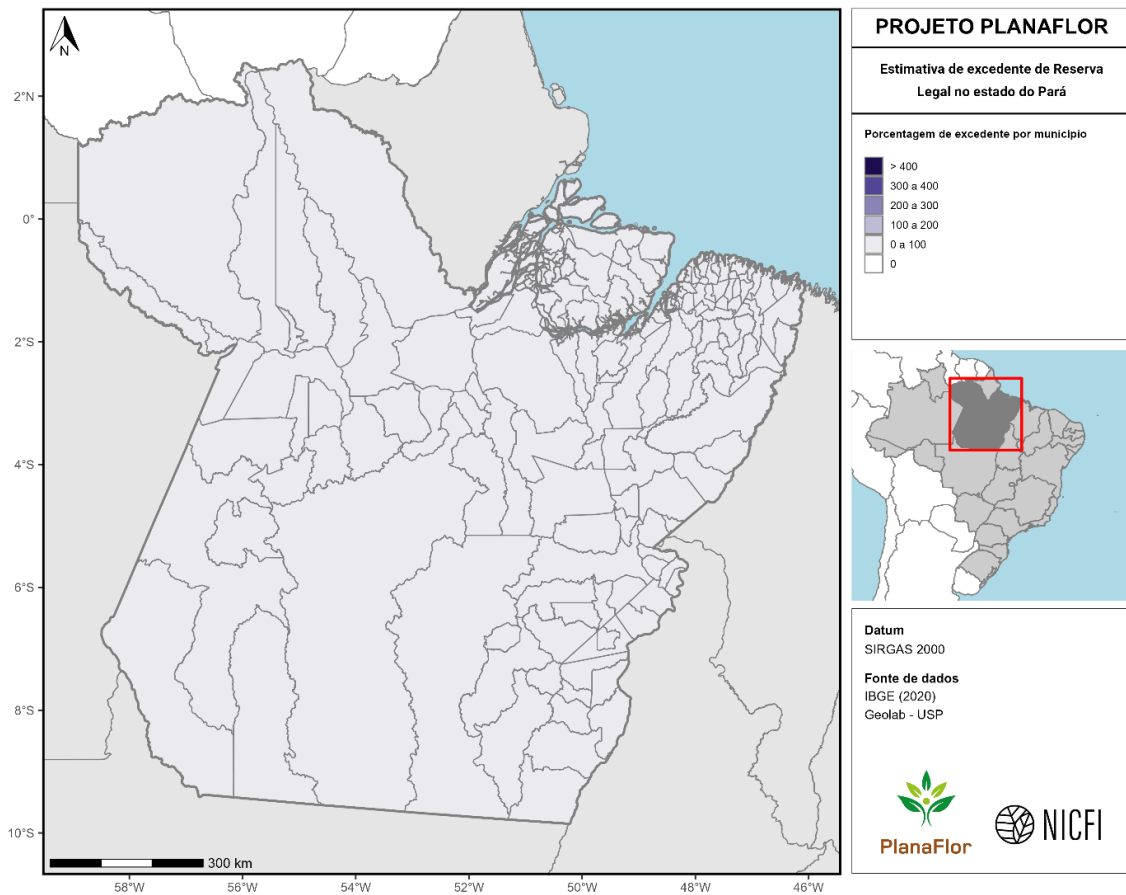 N
2°N
0°
2°S
4°S
6°S
8°S
10°S
300 km
58°W
56°W
54°W
52°W
50°W
48°W
46°W
PROJETO PLANAFLOR
Estimativa de excedente de Reserva
Legal no estado do Pará
Porcentagem de excedente por município
> 400
300 a 400
200 a 300
100 a 200
0 a 100
0
Datum
SIRGAS 2000
Fonte de dados
IBGE (2020)
Geolab - USP
PlanaFlor
NICFI